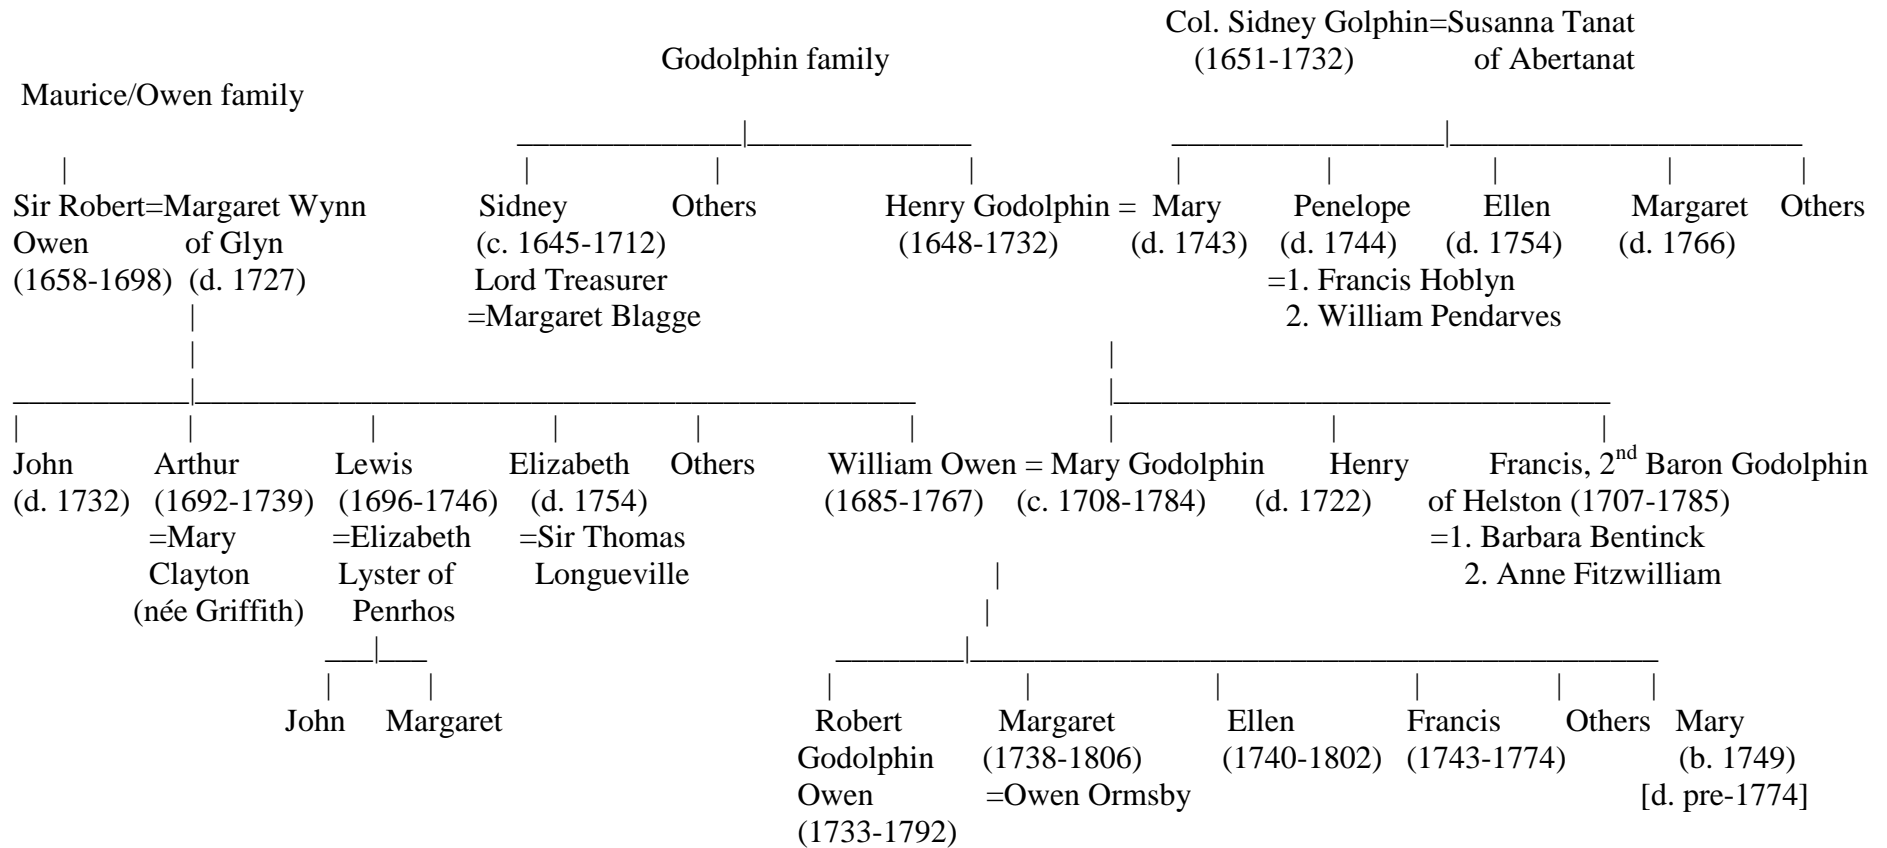 Col. Sidney Golphin=Susanna Tanat
Godolphin family (1651-1732) of Abertanat
Maurice/Owen family
Sir Robert=Margaret Wynn Sidney Others Henry Godolphin = Mary Penelope Ellen Margaret Others
Owen of Glyn (c. 1645-1712) (1648-1732) (d. 1743) (d. 1744) (d. 1754) (d. 1766)
(1658-1698) (d. 1727) Lord Treasurer =1. Francis Hoblyn
=Margaret Blagge 2. William Pendarves
John Arthur Lewis Elizabeth Others William Owen = Mary Godolphin Henry Francis, 2nd Baron Godolphin
(d. 1732) (1692-1739) (1696-1746) (d. 1754) (1685-1767) (c. 1708-1784) (d. 1722) of Helston (1707-1785)
=Mary =Elizabeth =Sir Thomas =1. Barbara Bentinck
Clayton Lyster of Longueville 2. Anne Fitzwilliam
(née Griffith) Penrhos
John Margaret Robert Margaret Ellen Francis Others Mary
Godolphin (1738-1806) (1740-1802) (1743-1774) (b. 1749)
Owen =Owen Ormsby [d. pre-1774]
(1733-1792)